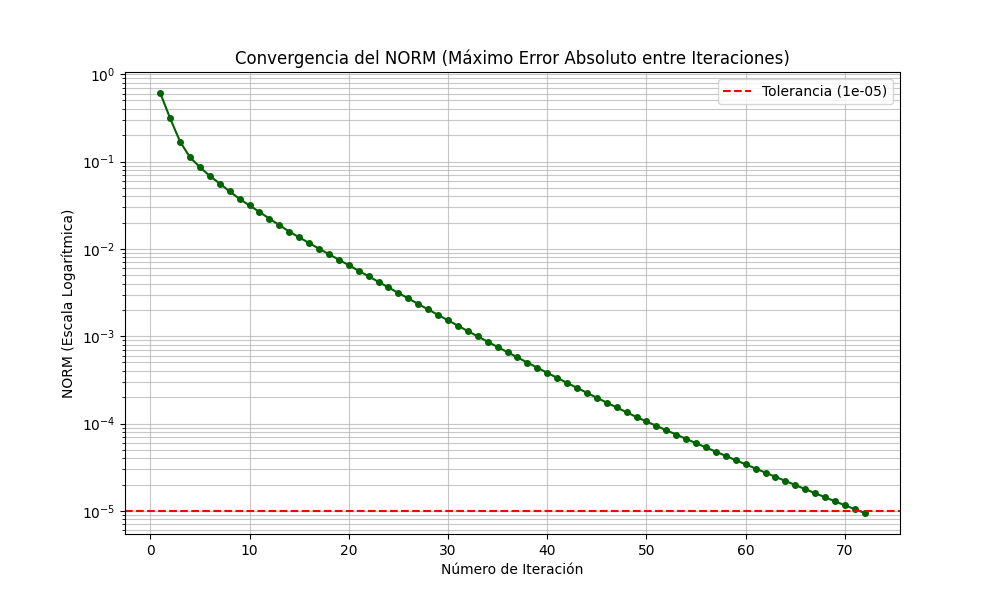 Convergencia del NORM (Máximo Error Absoluto entre Iteraciones)
Tolerancia (1e-05)
NORM (Escala Logarítmica)
10⁰
10⁻¹
10⁻²
10⁻³
10⁻⁴
10⁻⁵
0 10 20 30 40 50 60 70
Número de Iteración